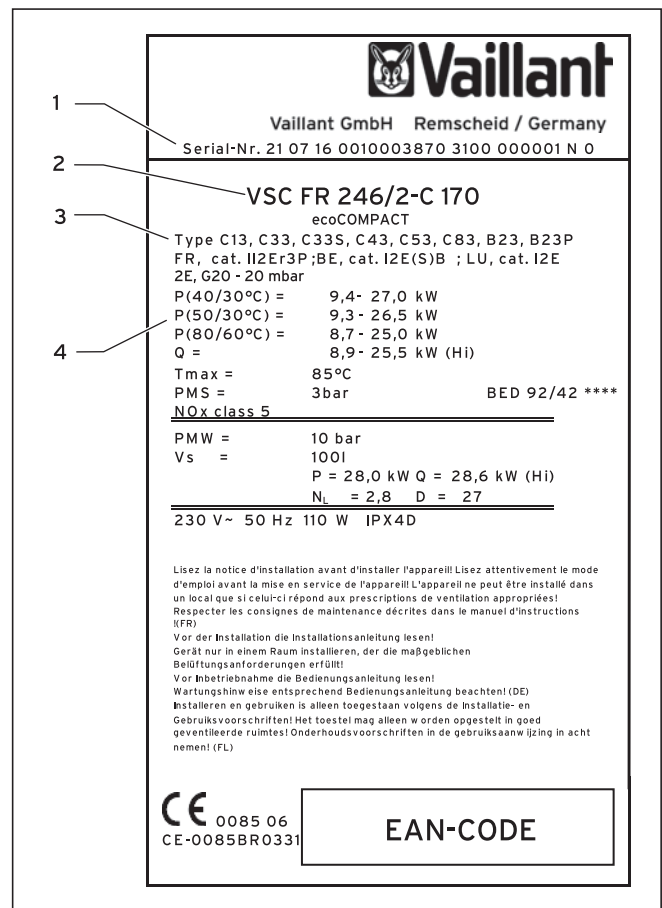 Vaillant
Vaillant GmbH Remscheid / Germany
1
Serial-Nr. 21 07 16 0010003870 3100 000001 N 0
2
VSC FR 246/2-C 170
ecoCOMPACT
3
Type C13, C33, C33S, C43, C53, C83, B23, B23P
FR, cat. II2Er3P ;BE, cat. I2E(S)B ; LU, cat. I2E
2E, G20 - 20 mbar
P(40/30°C) = 9,4- 27,0 kW
P(50/30°C) = 9,3 - 26,5 kW
4
P(80/60°C) = 8,7 - 25,0 kW
Q = 8,9- 25,5 kW (Hi)
Tmax = 85°C
PMS = 3bar BED 92/42 ****
NOx class 5
PMW = 10 bar
Vs = 100l
P = 28,0 kW Q = 28,6 kW (Hi)
NL = 2,8 D = 27
230 V~ 50 Hz 110 W IPX4D
Lisez la notice d'installation avant d'installer l'appareil! Lisez attentivement le mode
d'emploi avant la mise en service de l'appareil! L'appareil ne peut être installé dans
un local que si celui-ci répond aux prescriptions de ventilation appropriées!
Respecter les consignes de maintenance décrites dans le manuel d'instructions
!(FR)
Vor der Installation die Installationsanleitung lesen!
Gerät nur in einem Raum installieren, der die maßgeblichen
Belüftungsanforderungen erfüllt!
Vor Inbetriebnahme die Bedienungsanleitung lesen!
Wartungshinw eise entsprechend Bedienungsanleitung beachten! (DE)
Installeren en gebruiken is alleen toegestaan volgens de Installatie- en
Gebruiksvoorschriften! Het toestel mag alleen w orden opgesteld in goed
geventileerde ruimtes! Onderhoudsvoorschriften in de gebruiksaanw ijzing in acht
nemen! (FL)
CE 0085 06
CE-0085BR0331
EAN-CODE